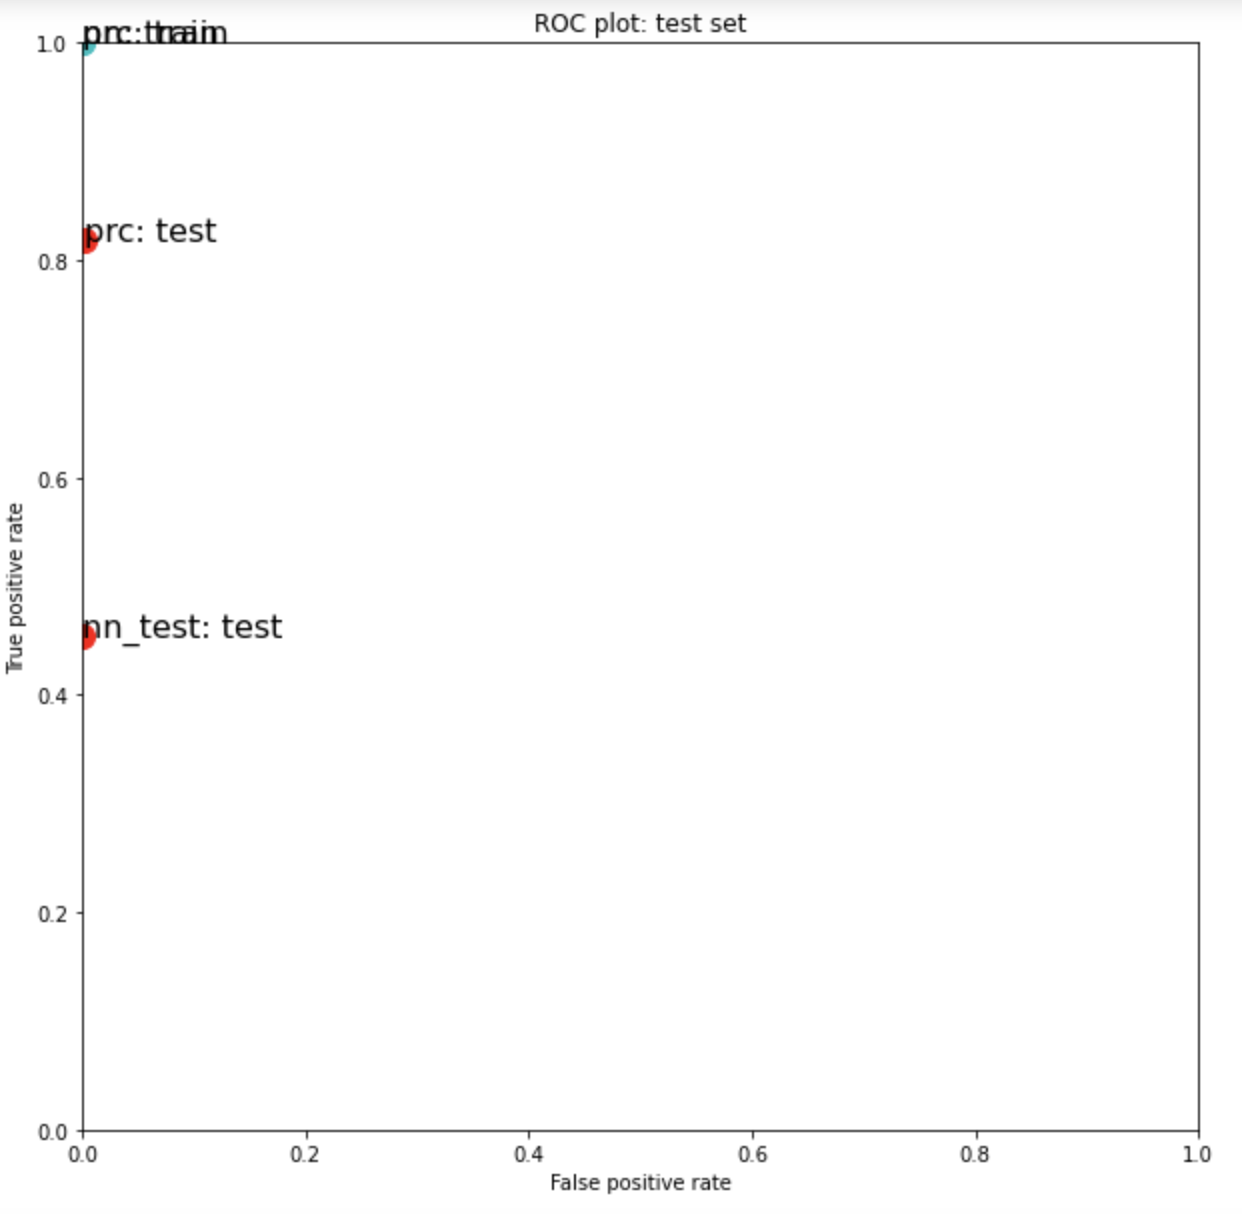 ROC plot: test set
prc: train
1.0
prc: test
0.8
0.6
nn_test: test
0.4
0.2
0.0
0.0 0.2 0.4 0.6 0.8 1.0
True positive rate
False positive rate